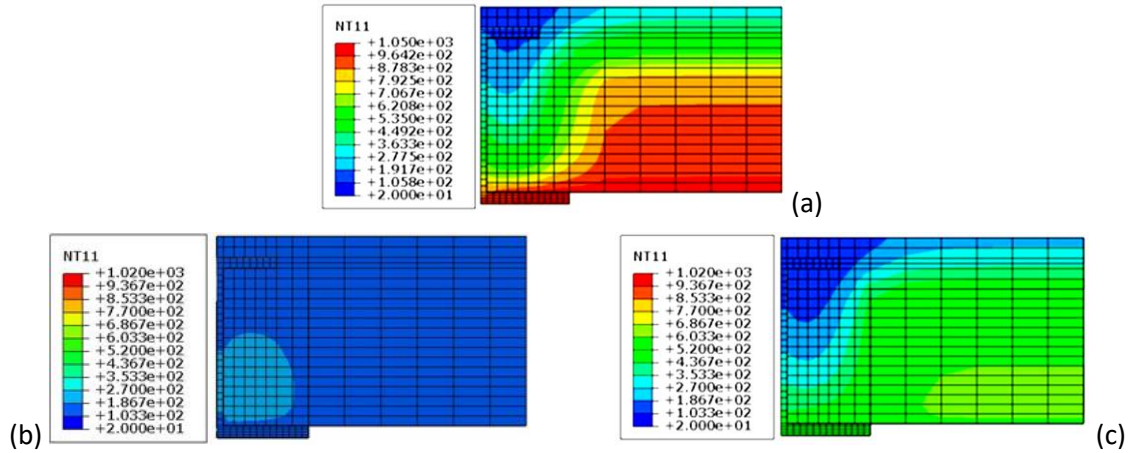 NT11
+1.050e+03
+9.642e+02
+8.783e+02
+7.925e+02
+7.067e+02
+6.208e+02
+5.350e+02
+4.492e+02
+3.633e+02
+2.775e+02
+1.917e+02
+1.058e+02
+2.000e+01
(a)
NT11
+1.020e+03
+9.367e+02
+8.533e+02
+7.700e+02
+6.867e+02
+6.033e+02
+5.200e+02
+4.367e+02
+3.533e+02
+2.700e+02
+1.867e+02
+1.033e+02
+2.000e+01
(b)
NT11
+1.020e+03
+9.367e+02
+8.533e+02
+7.700e+02
+6.867e+02
+6.033e+02
+5.200e+02
+4.367e+02
+3.533e+02
+2.700e+02
+1.867e+02
+1.033e+02
+2.000e+01
(c)